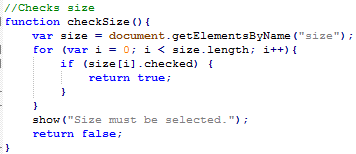 //Checks size
function checkSize(){
    var size = document.getElementsByName("size");
    for (var i = 0; i < size.length; i++){
        if (size[i].checked) {
            return true;
        }
    }
    show("Size must be selected.");
    return false;
}